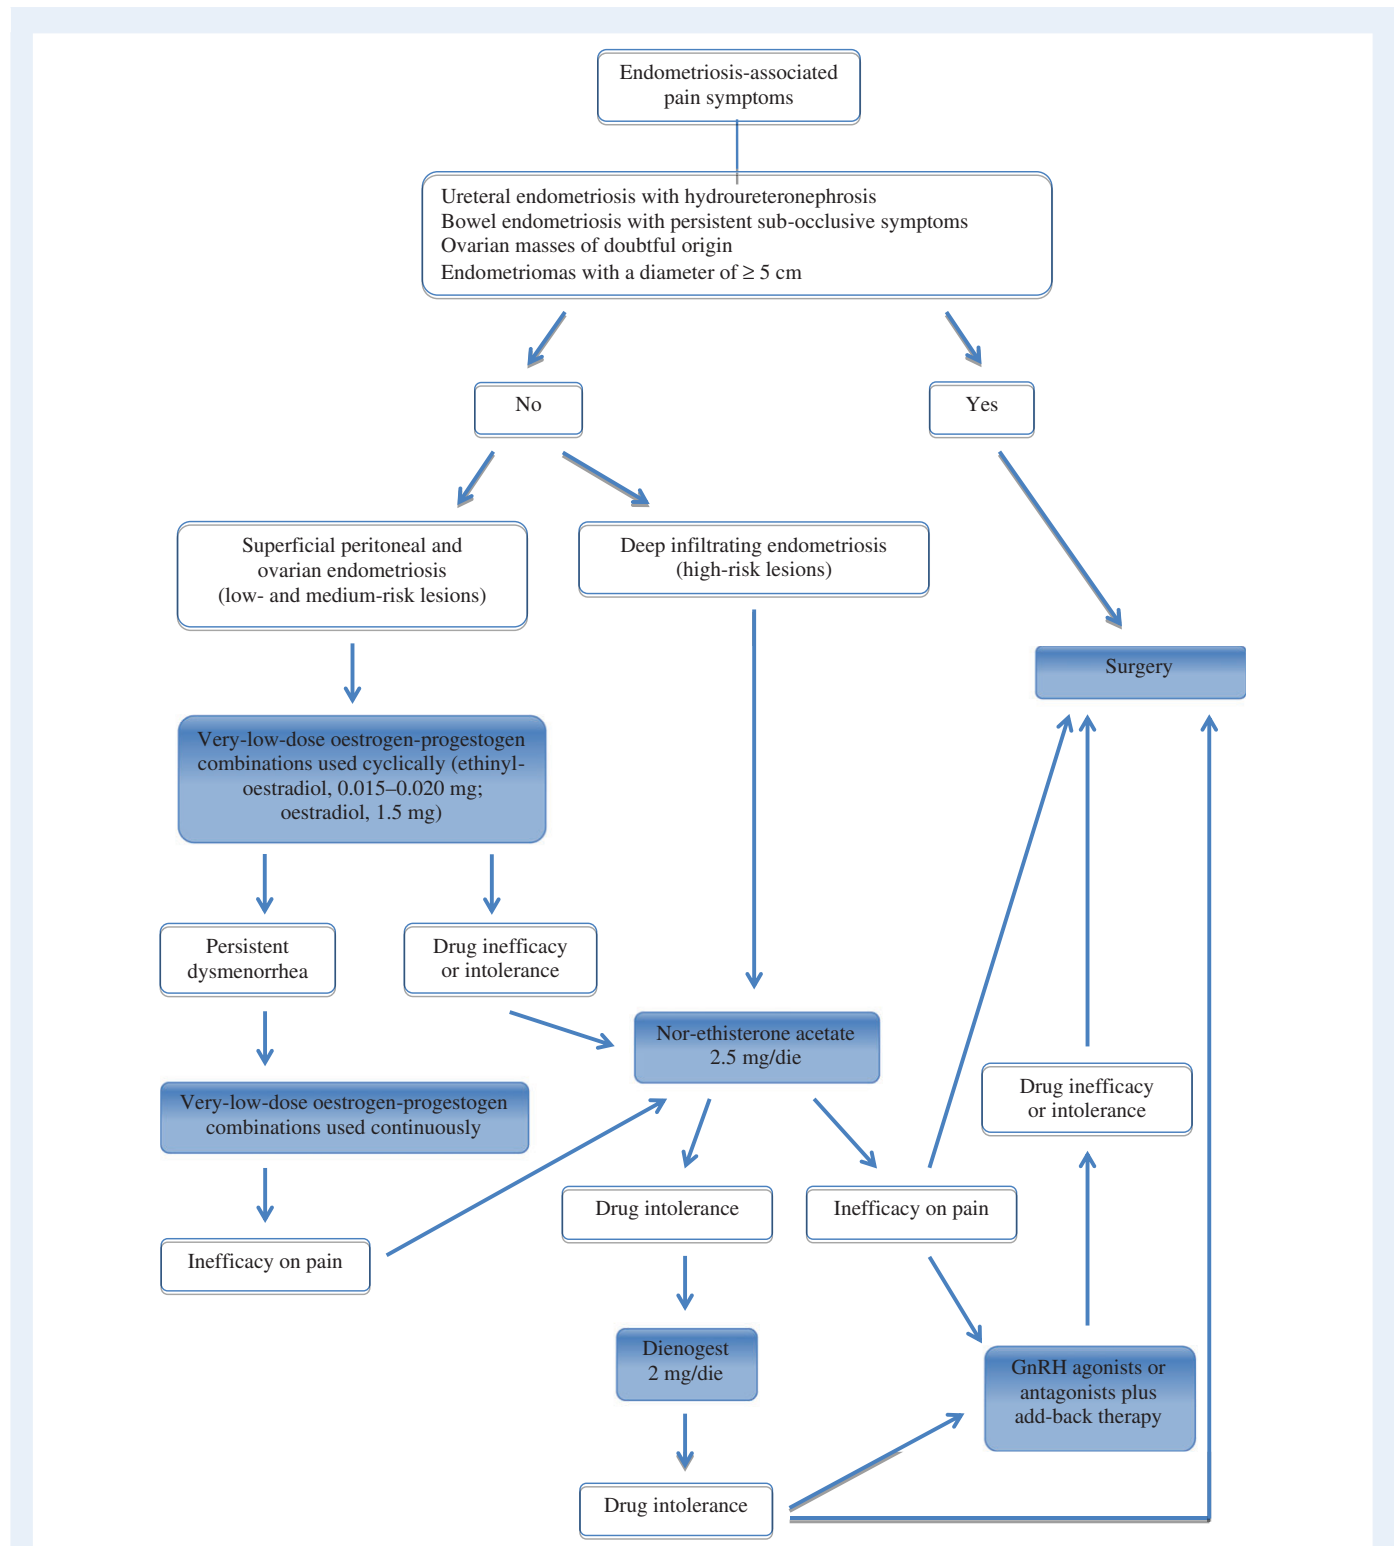 Endometriosis-associated
pain symptoms
Ureteral endometriosis with hydroureteronephrosis
Bowel endometriosis with persistent sub-occlusive symptoms
Ovarian masses of doubtful origin
Endometriomas with a diameter of ≥ 5 cm
No
Yes
Superficial peritoneal and
ovarian endometriosis
(low- and medium-risk lesions)
Deep infiltrating endometriosis
(high-risk lesions)
Surgery
Very-low-dose oestrogen-progestogen
combinations used cyclically (ethinyl-
oestradiol, 0.015–0.020 mg;
oestradiol, 1.5 mg)
Persistent
dysmenorrhea
Drug inefficacy
or intolerance
Nor-ethisterone acetate
2.5 mg/die
Drug inefficacy
or intolerance
Very-low-dose oestrogen-progestogen
combinations used continuously
Drug intolerance
Inefficacy on pain
Inefficacy on pain
Dienogest
2 mg/die
GnRH agonists or
antagonists plus
add-back therapy
Drug intolerance